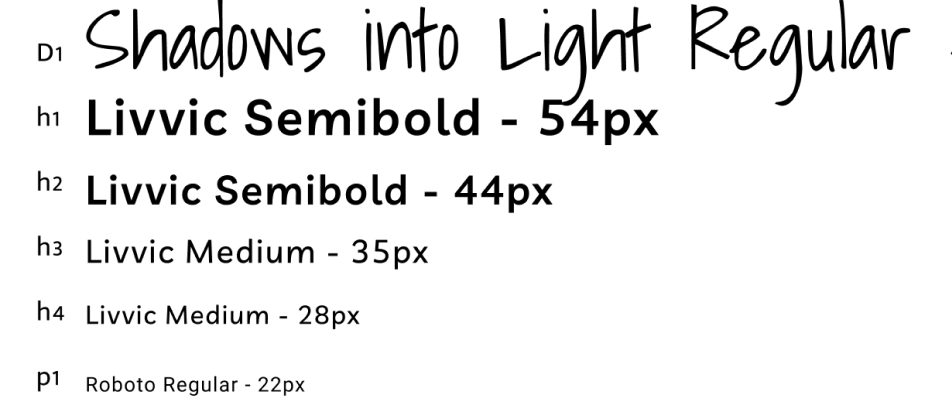 D1 Shadows into Light Regular
h1 Livvic Semibold - 54px
h2 Livvic Semibold - 44px
h3 Livvic Medium - 35px
h4 Livvic Medium - 28px
p1 Roboto Regular - 22px